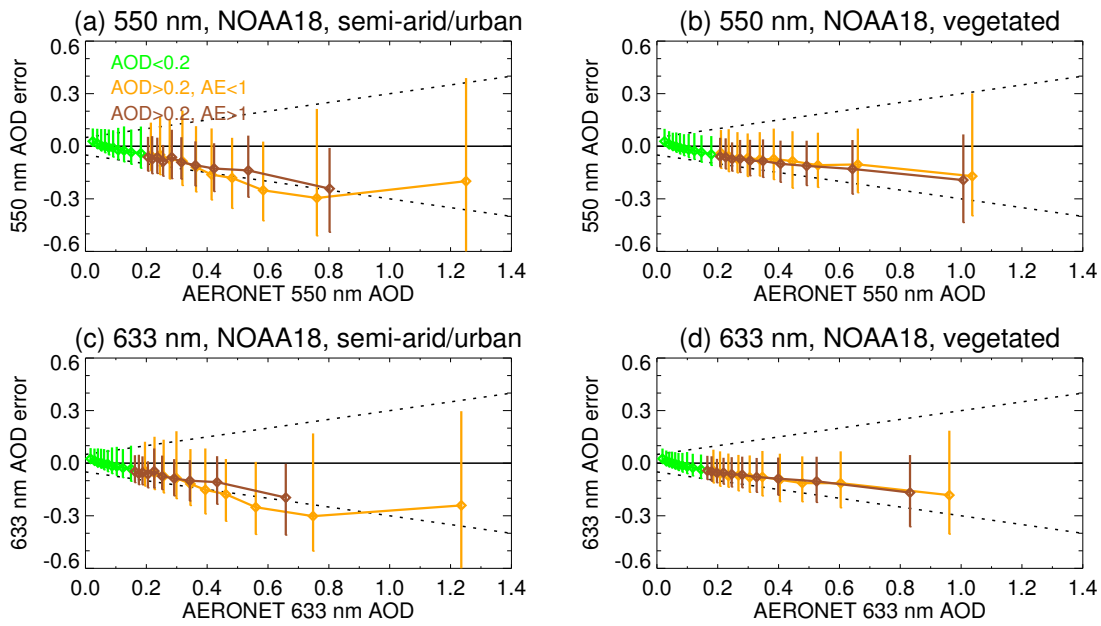 (a) 550 nm, NOAA18, semi-arid/urban
(b) 550 nm, NOAA18, vegetated
0.6
0.3
0.0
-0.3
-0.6
550 nm AOD error
AOD<0.2
AOD>0.2, AE<1
AOD>0.2, AE>1
0.0 0.2 0.4 0.6 0.8 1.0 1.2 1.4
AERONET 550 nm AOD
0.6
0.3
0.0
-0.3
-0.6
550 nm AOD error
0.0 0.2 0.4 0.6 0.8 1.0 1.2 1.4
AERONET 550 nm AOD
(c) 633 nm, NOAA18, semi-arid/urban
(d) 633 nm, NOAA18, vegetated
0.6
0.3
0.0
-0.3
-0.6
633 nm AOD error
0.0 0.2 0.4 0.6 0.8 1.0 1.2 1.4
AERONET 633 nm AOD
0.6
0.3
0.0
-0.3
-0.6
633 nm AOD error
0.0 0.2 0.4 0.6 0.8 1.0 1.2 1.4
AERONET 633 nm AOD